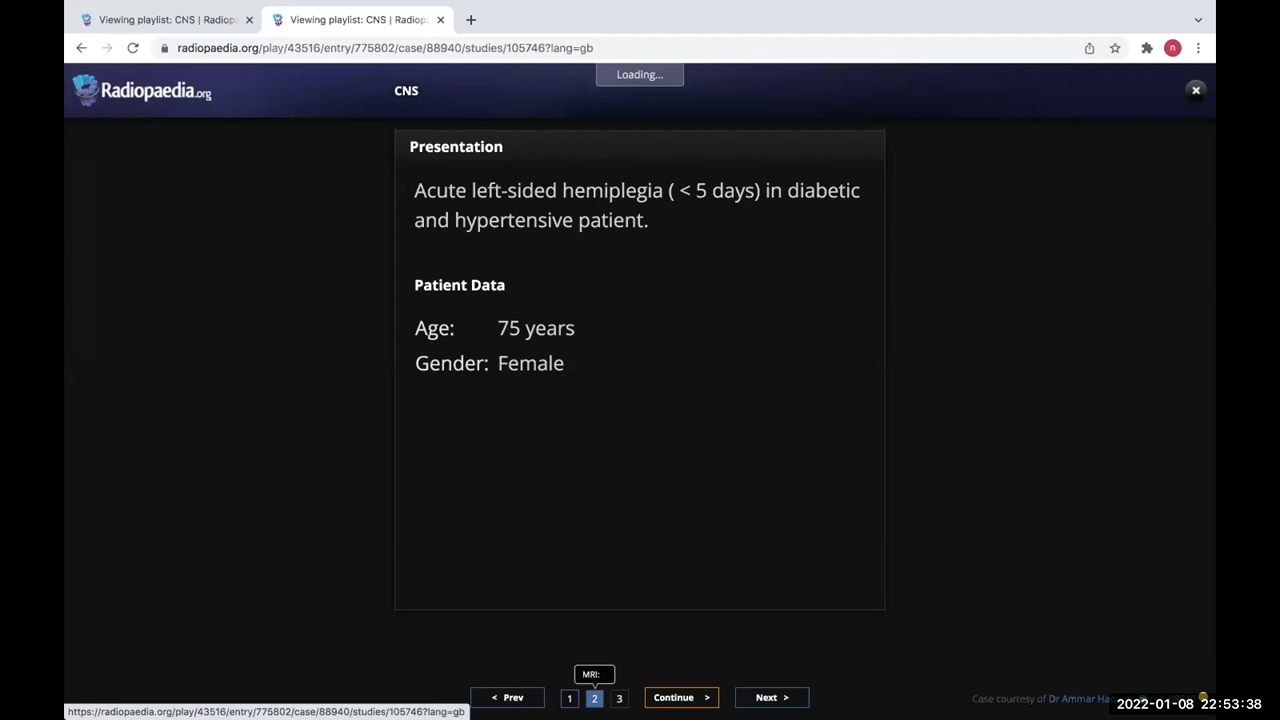 Viewing playlist: CNS | Radiop
Viewing playlist: CNS | Radiop
radiopaedia.org/play/43516/entry/775802/case/88940/studies/105746?lang=gb
n
Loading...
Radiopaedia.org
CNS
Presentation
Acute left-sided hemiplegia ( < 5 days) in diabetic
and hypertensive patient.
Patient Data
Age: 75 years
Gender: Female
MRI:
< Prev
1
2
3
Continue >
Next >
Case courtesy of Dr Ammar
https://radiopaedia.org/play/43516/entry/775802/case/88940/studies/105746?lang=gb
2022-01-08 22:53:38